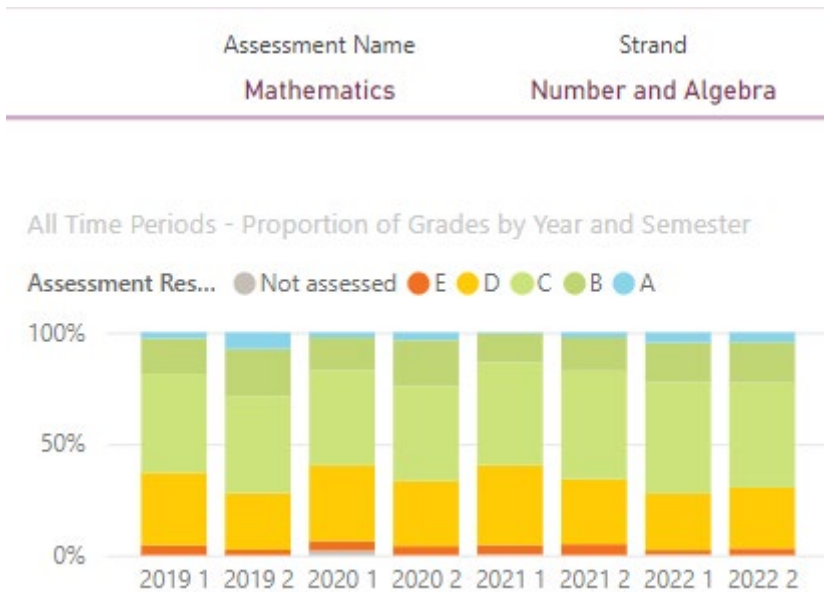 Assessment Name Strand
Mathematics Number and Algebra
All Time Periods - Proportion of Grades by Year and Semester
Assessment Res... Not assessed E D C B A
100%
50%
0%
2019 1 2019 2 2020 1 2020 2 2021 1 2021 2 2022 1 2022 2